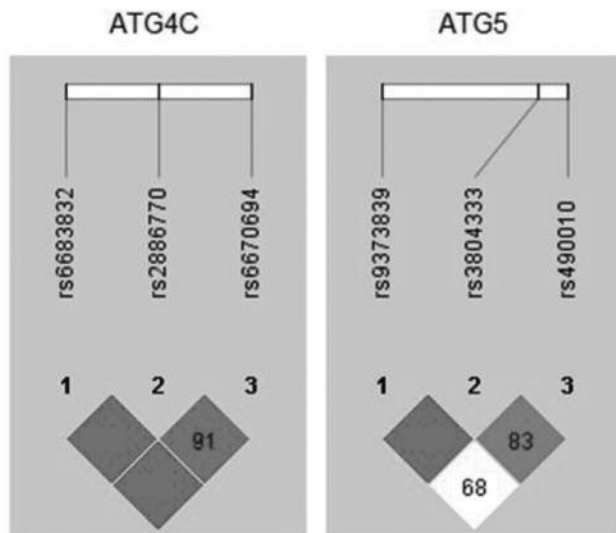 ATG4C
ATG5
rs6683832
rs2886770
rs6670694
rs9373839
rs3804333
rs490010
1 2 3
1 2 3
91
83
68